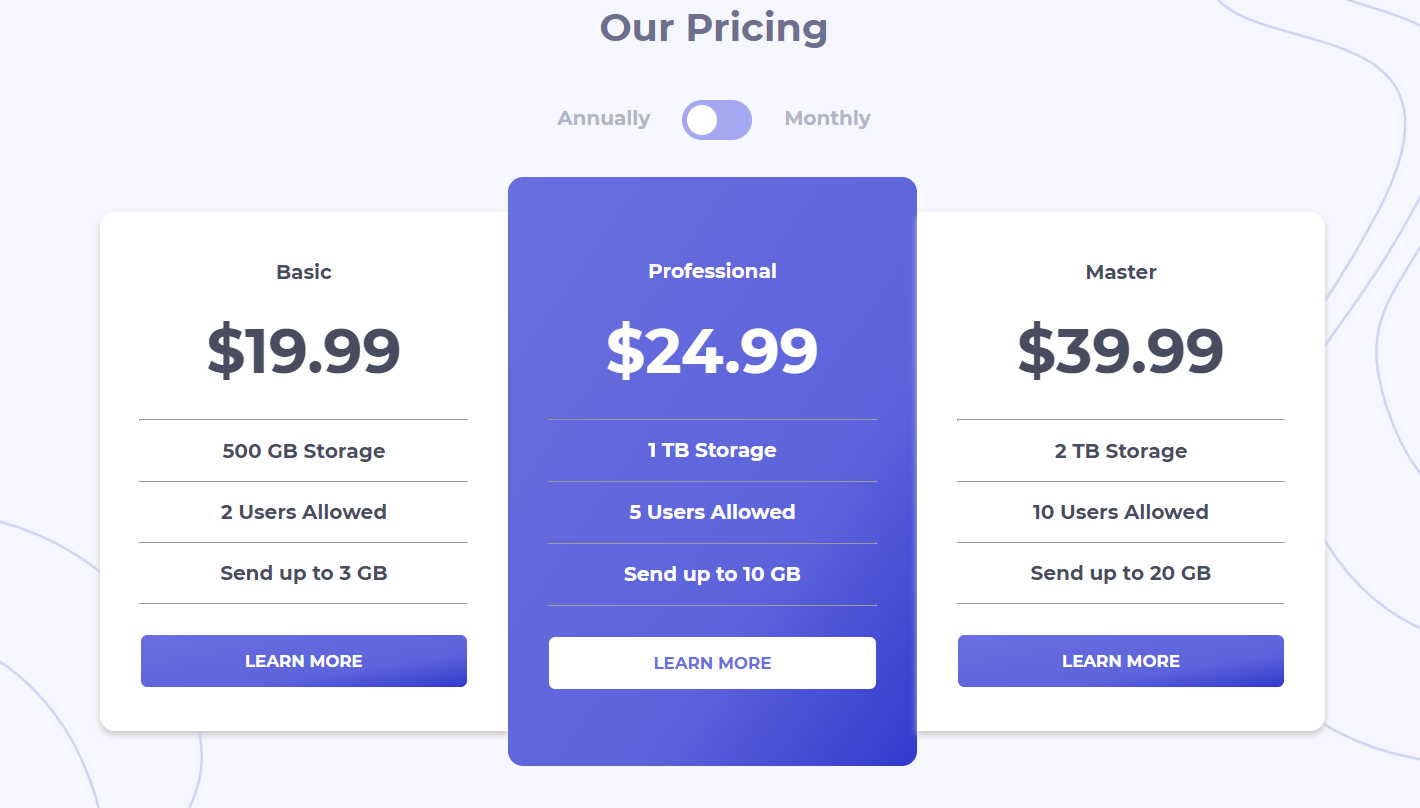 Our Pricing
Annually
Monthly
Basic
$19.99
500 GB Storage
2 Users Allowed
Send up to 3 GB
LEARN MORE
Professional
$24.99
1 TB Storage
5 Users Allowed
Send up to 10 GB
LEARN MORE
Master
$39.99
2 TB Storage
10 Users Allowed
Send up to 20 GB
LEARN MORE